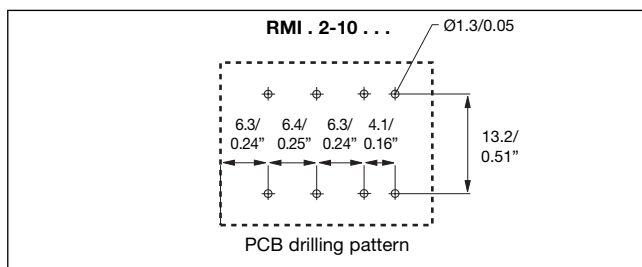 RMI . 2-10 . . .
Ø1.3/0.05
6.3/ 6.4/ 6.3/ 4.1/
0.24” 0.25” 0.24” 0.16”
13.2/
0.51”
PCB drilling pattern